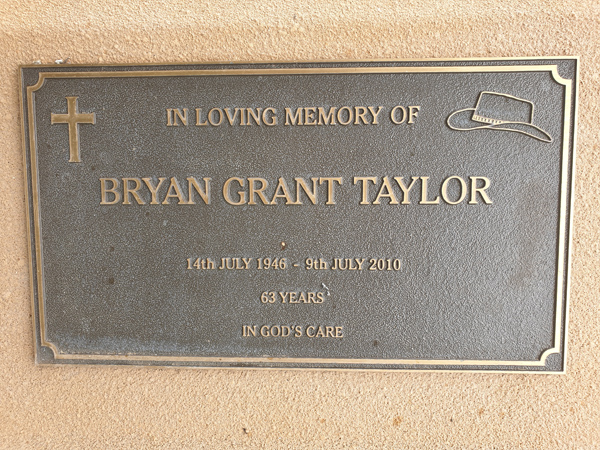 IN LOVING MEMORY OF
BRYAN GRANT TAYLOR
14th JULY 1946 - 9th JULY 2010
63 YEARS
IN GOD'S CARE